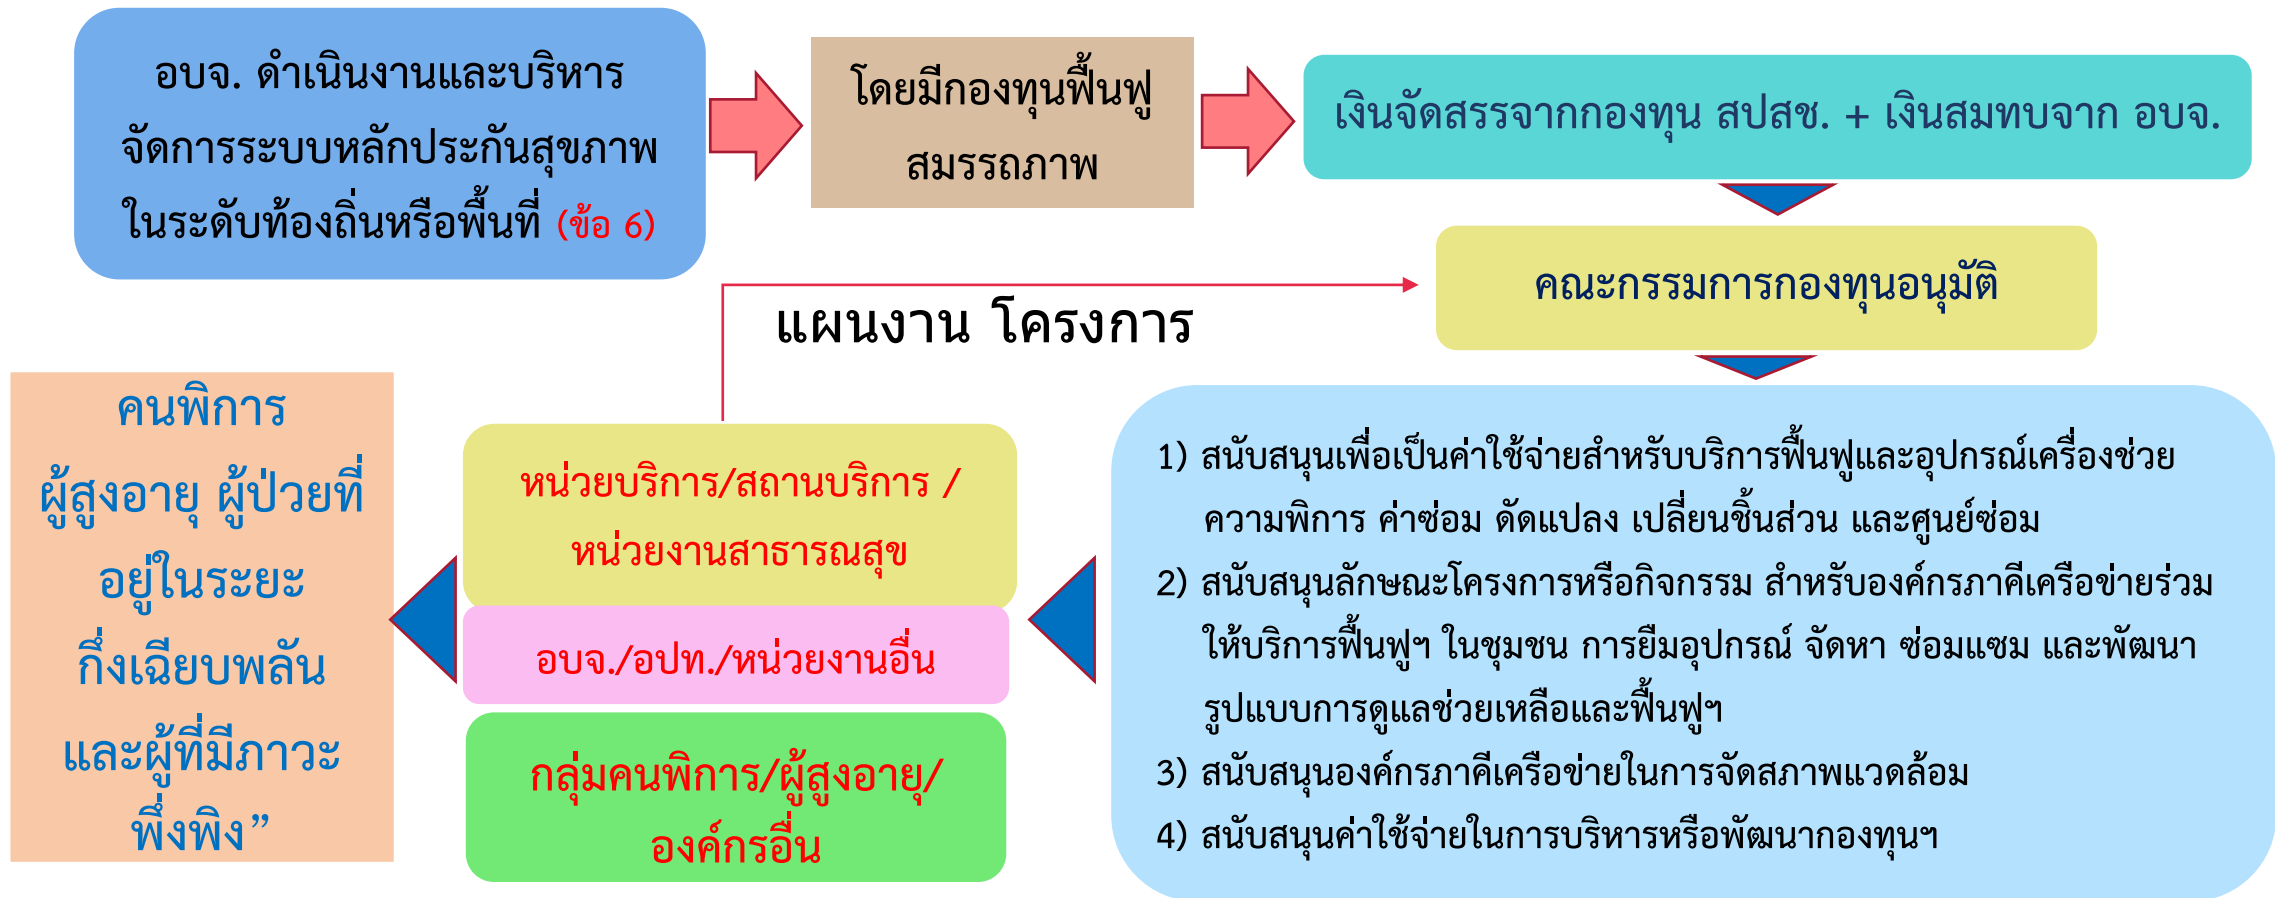 อบจ. ดำเนินงานและบริหาร
จัดการระบบหลักประกันสุขภาพ
ในระดับท้องถิ่นหรือพื้นที่ (ข้อ 6)
โดยมีกองทุนฟื้นฟู
สมรรถภาพ
เงินจัดสรรจากกองทุน สปสช. + เงินสมทบจาก อบจ.
คณะกรรมการกองทุนอนุมัติ
แผนงาน โครงการ
1) สนับสนุนเพื่อเป็นค่าใช้จ่ายสำหรับบริการฟื้นฟูและอุปกรณ์เครื่องช่วย
ความพิการ ค่าซ่อม ดัดแปลง เปลี่ยนชิ้นส่วน และศูนย์ซ่อม
2) สนับสนุนลักษณะโครงการหรือกิจกรรม สำหรับองค์กรภาคีเครือข่ายร่วม
ให้บริการฟื้นฟูฯ ในชุมชน การยืมอุปกรณ์ จัดหา ซ่อมแซม และพัฒนา
รูปแบบการดูแลช่วยเหลือและฟื้นฟูฯ
3) สนับสนุนองค์กรภาคีเครือข่ายในการจัดสภาพแวดล้อม
4) สนับสนุนค่าใช้จ่ายในการบริหารหรือพัฒนากองทุนฯ
หน่วยบริการ/สถานบริการ /
หน่วยงานสาธารณสุข
อบจ./อปท./หน่วยงานอื่น
กลุ่มคนพิการ/ผู้สูงอายุ/
องค์กรอื่น
คนพิการ
ผู้สูงอายุ ผู้ป่วยที่
อยู่ในระยะ
กึ่งเฉียบพลัน
และผู้ที่มีภาวะ
พึ่งพิง”